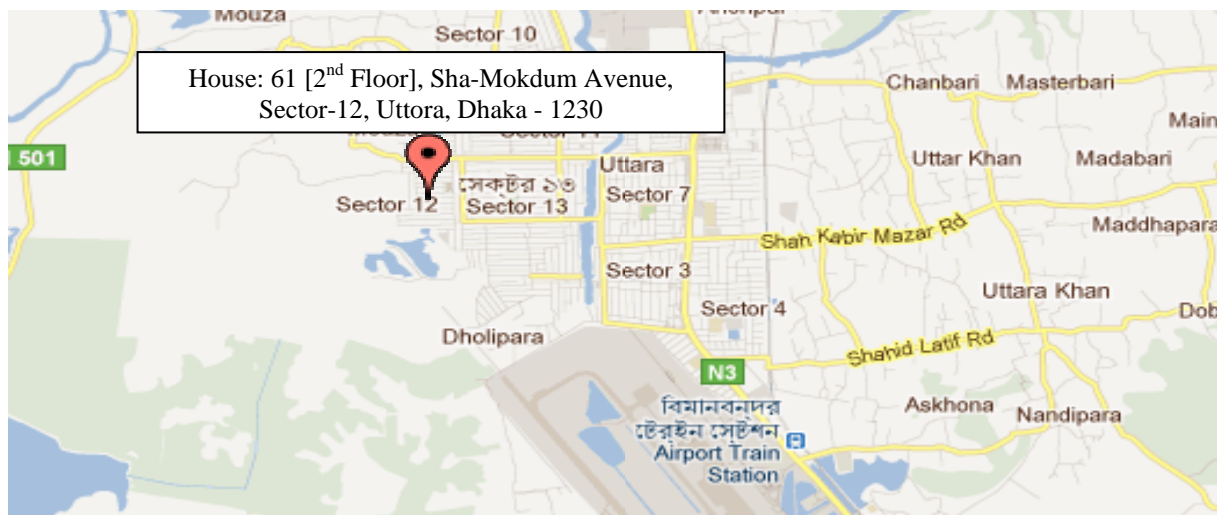 Mouza
Sector 10
House: 61 [2nd Floor], Sha-Mokdum Avenue,
Sector-12, Uttora, Dhaka - 1230
Chanbari
Masterbari
Main
501
Uttara
Uttar Khan
Madabari
সেক্টর ১৩
Sector 12
Sector 13
Sector 7
Maddhapara
Shah Kabir Mazar Rd
Sector 3
Uttara Khan
Sector 4
Dob
Dholipara
Shahid Latif Rd
N3
বিমানবন্দর
ট্রেইন স্টেশন
Airport Train
Station
Askhona
Nandipara